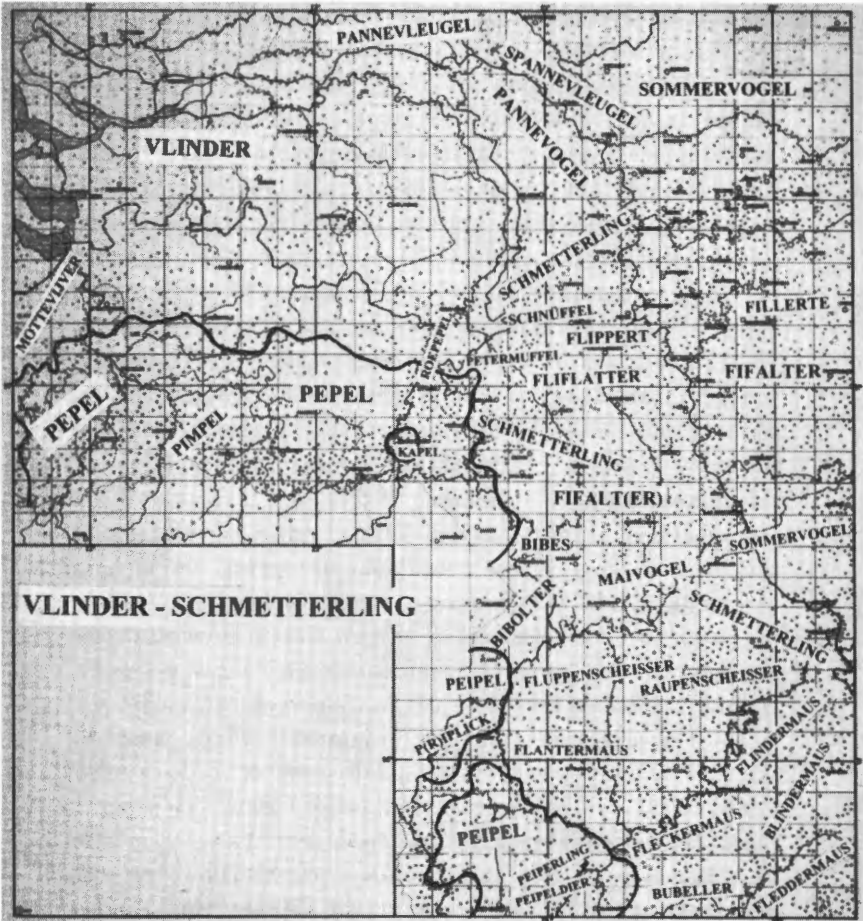 PANNEVLEUGEL
SPANNEVLEUGEL
SOMMERVOGEL
PANNEVOGEL
VLINDER
SCHMETTERLING
MOTTEVIJVER
FILLERTE
SCHNÜFFEL
FLIPPERT
ROEPEPEL
PETERMUFFEL
FLIFLATTER
FIFALTER
PEPEL
PEPEL
PIMPEL
SCHMETTERLING
KAPEL
FIFALT(ER)
BIBES
SOMMERVOGEL
MAIVOGEL
VLINDER - SCHMETTERLING
BIBOLTER
SCHMETTERLING
PEIPEL
FLUPPENSCHEISSER
RAUPENSCHEISSER
P(R)IPLICK
FLANTERMAUS
FLINDERMAUS
BLINDERMAUS
PEIPEL
FLECKERMAUS
PEIPERLING
PEIPELDIER
BUBELLER
FLEDDERMAUS